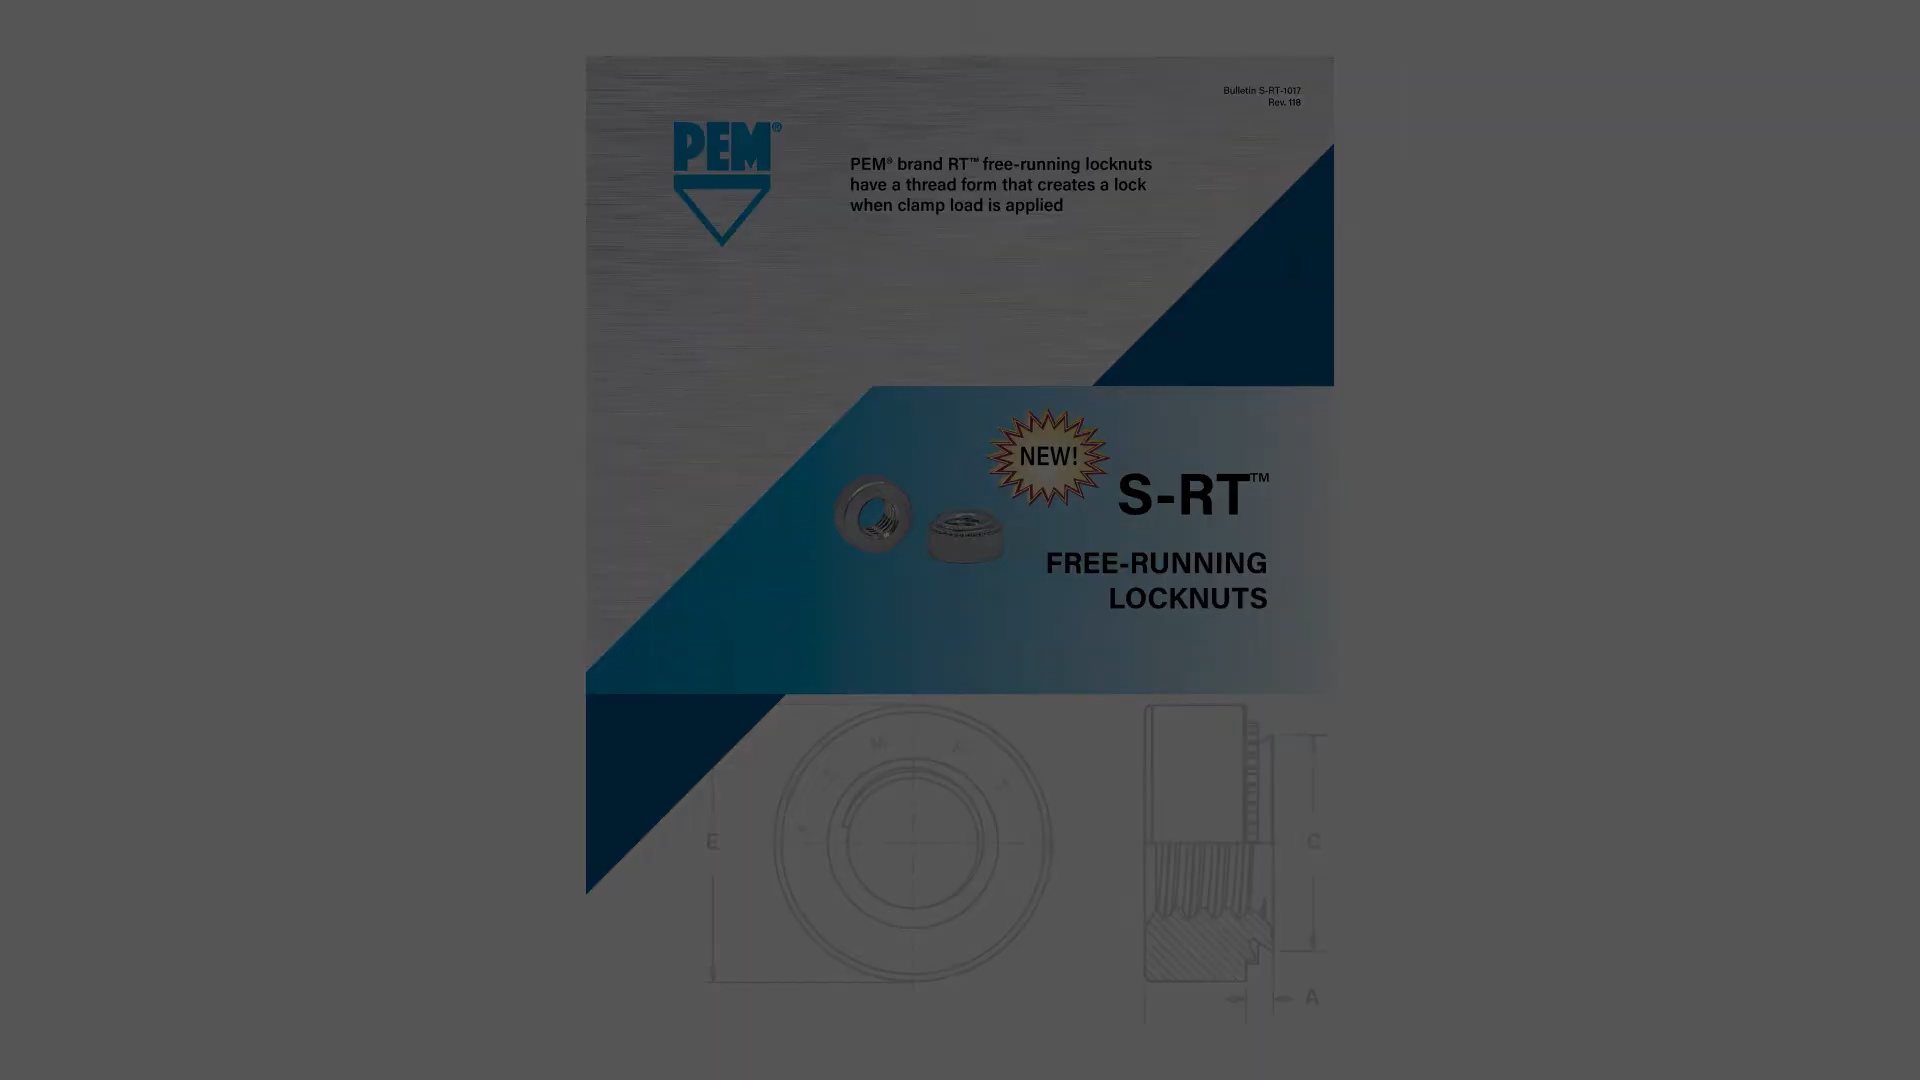 Bulletin S-RT-1017
Rev. 118
PEM®
PEM® brand RT™ free-running locknuts
have a thread form that creates a lock
when clamp load is applied
NEW!
S-RT™
FREE-RUNNING
LOCKNUTS
E
C
A